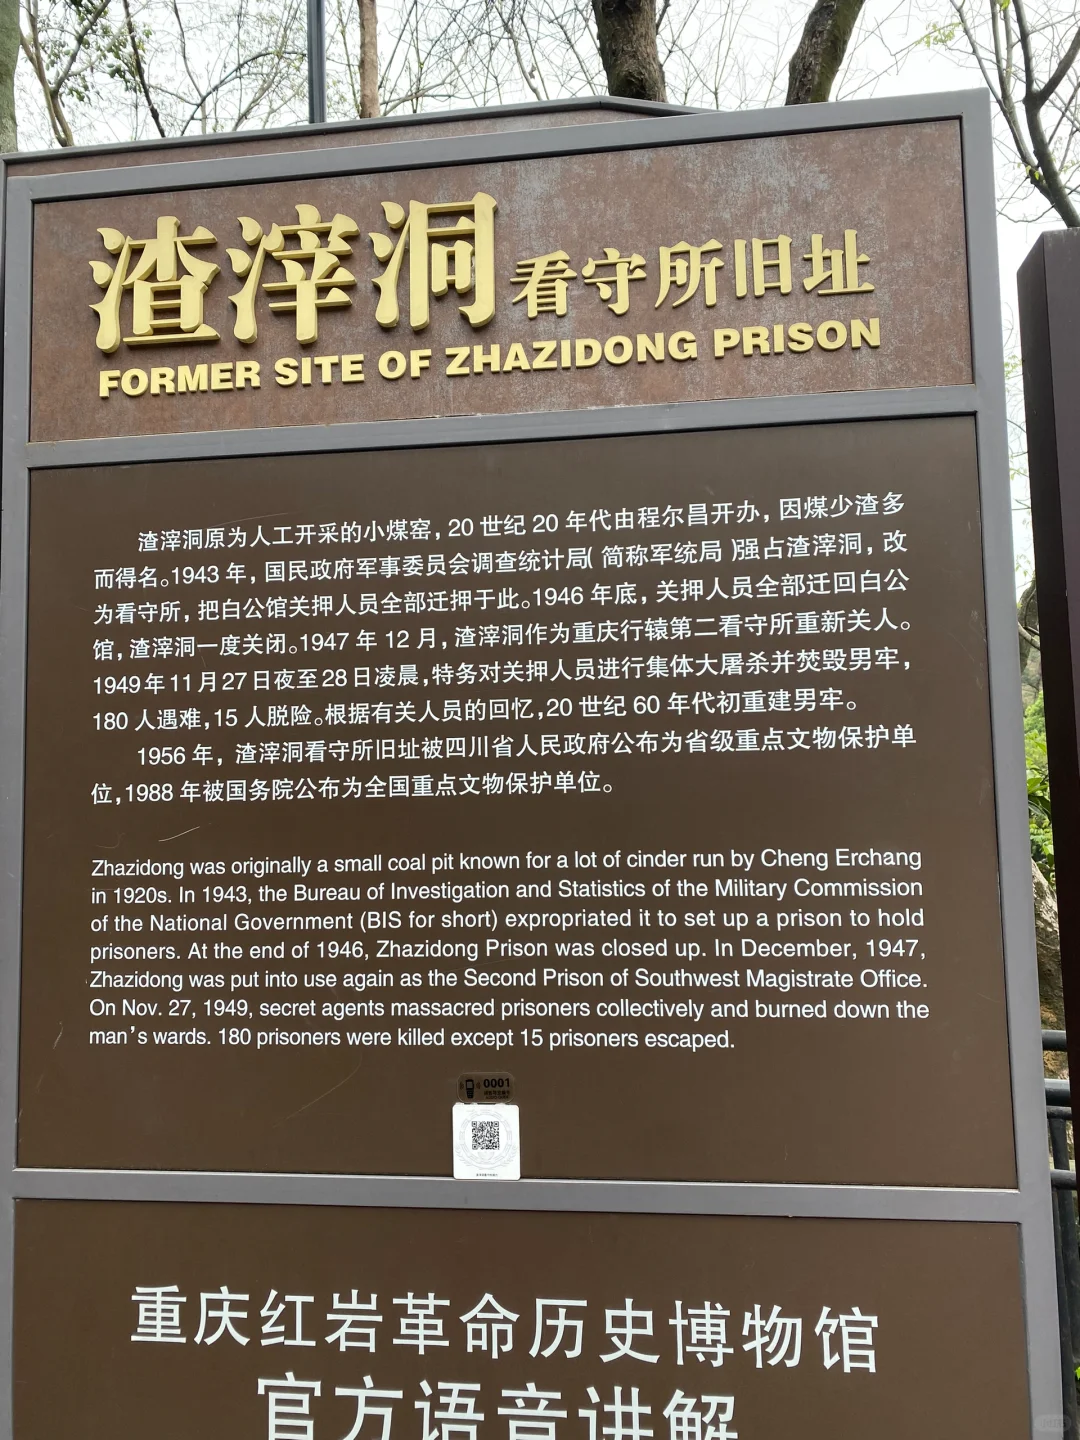 渣滓洞看守所旧址
FORMER SITE OF ZHAZIDONG PRISON
渣滓洞原为人工开采的小煤窑，20世纪20年代由程尔昌开办，因煤少渣多
而得名。1943年，国民政府军事委员会调查统计局(简称军统局)强占渣滓洞，改
为看守所，把白公馆关押人员全部迁押于此。1946年底，关押人员全部迁回白公
馆，渣滓洞一度关闭。1947年12月，渣滓洞作为重庆行辕第二看守所重新关人。
1949年11月27日夜至28日凌晨，特务对关押人员进行集体大屠杀并焚毁男牢，
180人遇难，15人脱险。根据有关人员的回忆，20世纪60年代初重建男牢。
1956年，渣滓洞看守所旧址被四川省人民政府公布为省级重点文物保护单
位，1988年被国务院公布为全国重点文物保护单位。
Zhazidong was originally a small coal pit known for a lot of cinder run by Cheng Erchang
in 1920s. In 1943, the Bureau of Investigation and Statistics of the Military Commission
of the National Government (BIS for short) expropriated it to set up a prison to hold
prisoners. At the end of 1946, Zhazidong Prison was closed up. In December, 1947,
Zhazidong was put into use again as the Second Prison of Southwest Magistrate Office.
On Nov. 27, 1949, secret agents massacred prisoners collectively and burned down the
man's wards. 180 prisoners were killed except 15 prisoners escaped.
0001
重庆红岩革命历史博物馆
官方语音讲解